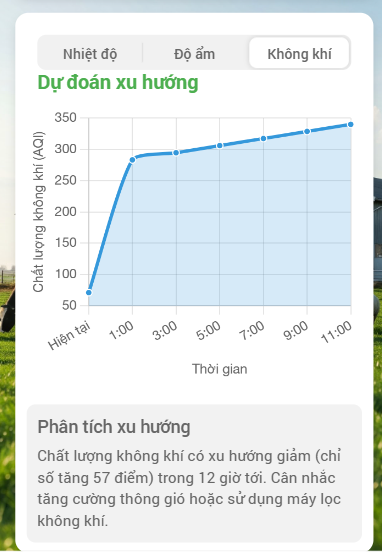 Nhiệt độ
Độ ẩm
Không khí
Dự đoán xu hướng
Chất lượng không khí (AQI)
350
300
250
200
150
100
50
Hiện tại
1:00
3:00
5:00
7:00
9:00
11:00
Thời gian
Phân tích xu hướng
Chất lượng không khí có xu hướng giảm (chỉ
số tăng 57 điểm) trong 12 giờ tới. Cân nhắc
tăng cường thông gió hoặc sử dụng máy lọc
không khí.